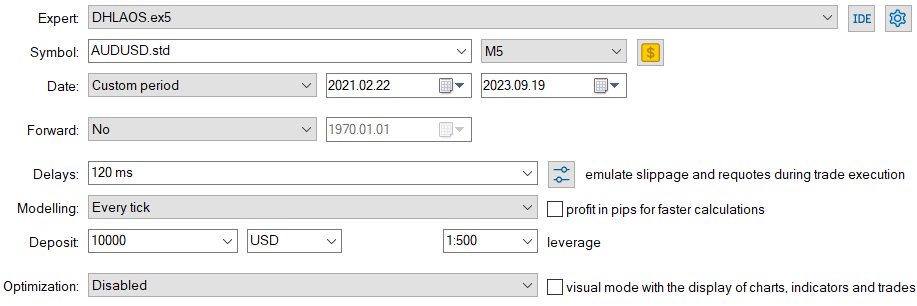 Expert: DHLAOS.ex5 IDE
Symbol: AUDUSD.std M5 $
Date: Custom period 2021.02.22 2023.09.19
Forward: No 1970.01.01
Delays: 120 ms emulate slippage and requotes during trade execution
Modelling: Every tick profit in pips for faster calculations
Deposit: 10000 USD 1:500 leverage
Optimization: Disabled visual mode with the display of charts, indicators and trades